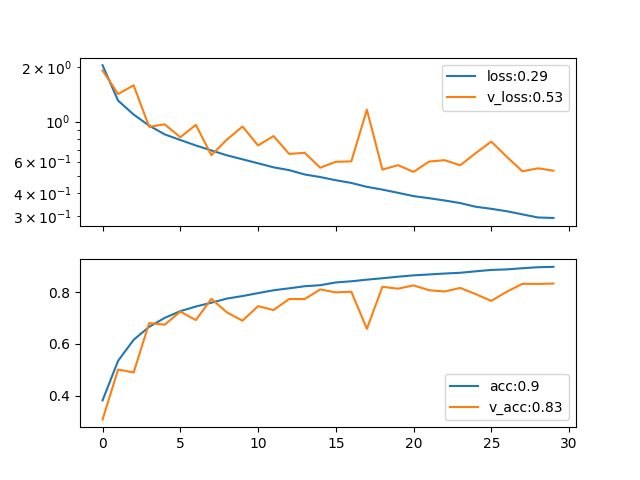 2 × 10⁰
10⁰
6 × 10⁻¹
4 × 10⁻¹
3 × 10⁻¹
loss:0.29
v_loss:0.53
0.8
0.6
0.4
acc:0.9
v_acc:0.83
0 5 10 15 20 25 30